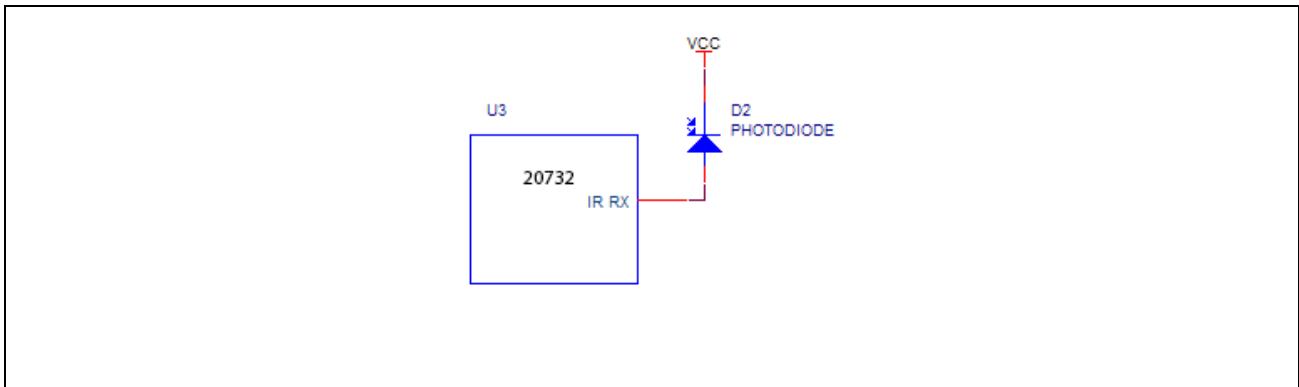 VCC
U3
D2
PHOTODIODE
20732
IR RX